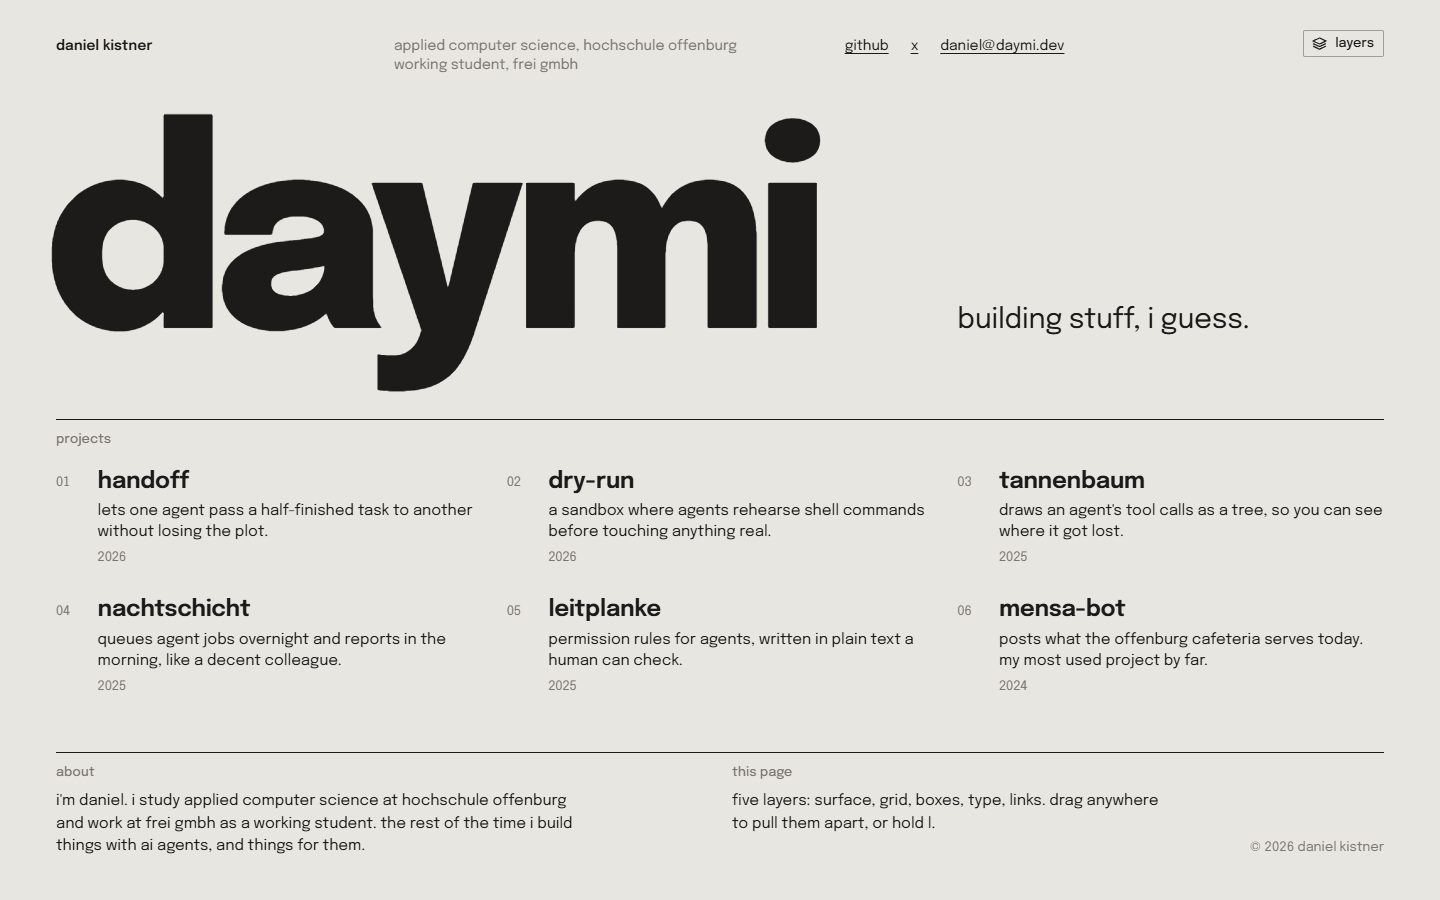 daniel kistner
applied computer science, hochschule offenburg
working student, frei gmbh
github x daniel@daymi.dev
layers
daymi
building stuff, i guess.
projects
01 handoff
lets one agent pass a half-finished task to another
without losing the plot.
2026
02 dry-run
a sandbox where agents rehearse shell commands
before touching anything real.
2026
03 tannenbaum
draws an agent's tool calls as a tree, so you can see
where it got lost.
2025
04 nachtschicht
queues agent jobs overnight and reports in the
morning, like a decent colleague.
2025
05 leitplanke
permission rules for agents, written in plain text a
human can check.
2025
06 mensa-bot
posts what the offenburg cafeteria serves today.
my most used project by far.
2024
about
i'm daniel. i study applied computer science at hochschule offenburg
and work at frei gmbh as a working student. the rest of the time i build
things with ai agents, and things for them.
this page
five layers: surface, grid, boxes, type, links. drag anywhere
to pull them apart, or hold l.
© 2026 daniel kistner